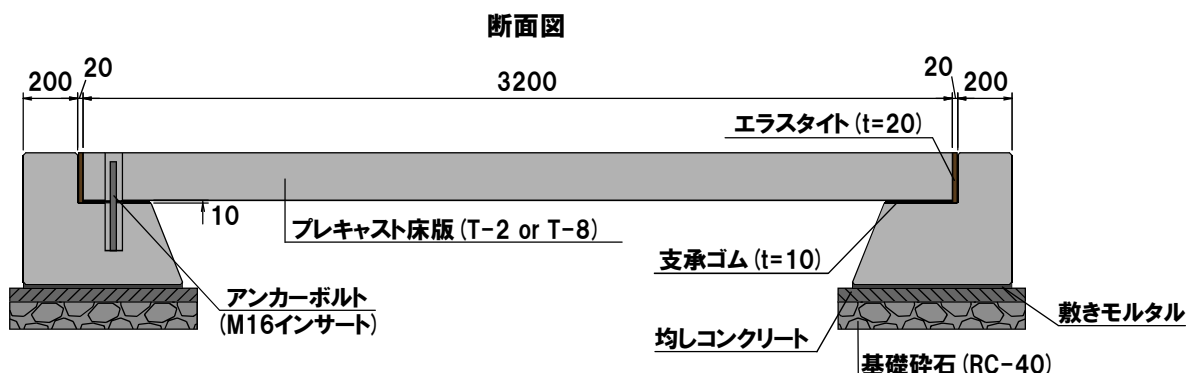 断面図
200
20
3200
20
200
エラスタイト(t=20)
10
プレキャスト床版(T-2 or T-8)
支承ゴム(t=10)
アンカーボルト
(M16インサート)
敷きモルタル
均しコンクリート
基礎砕石(RC-40)